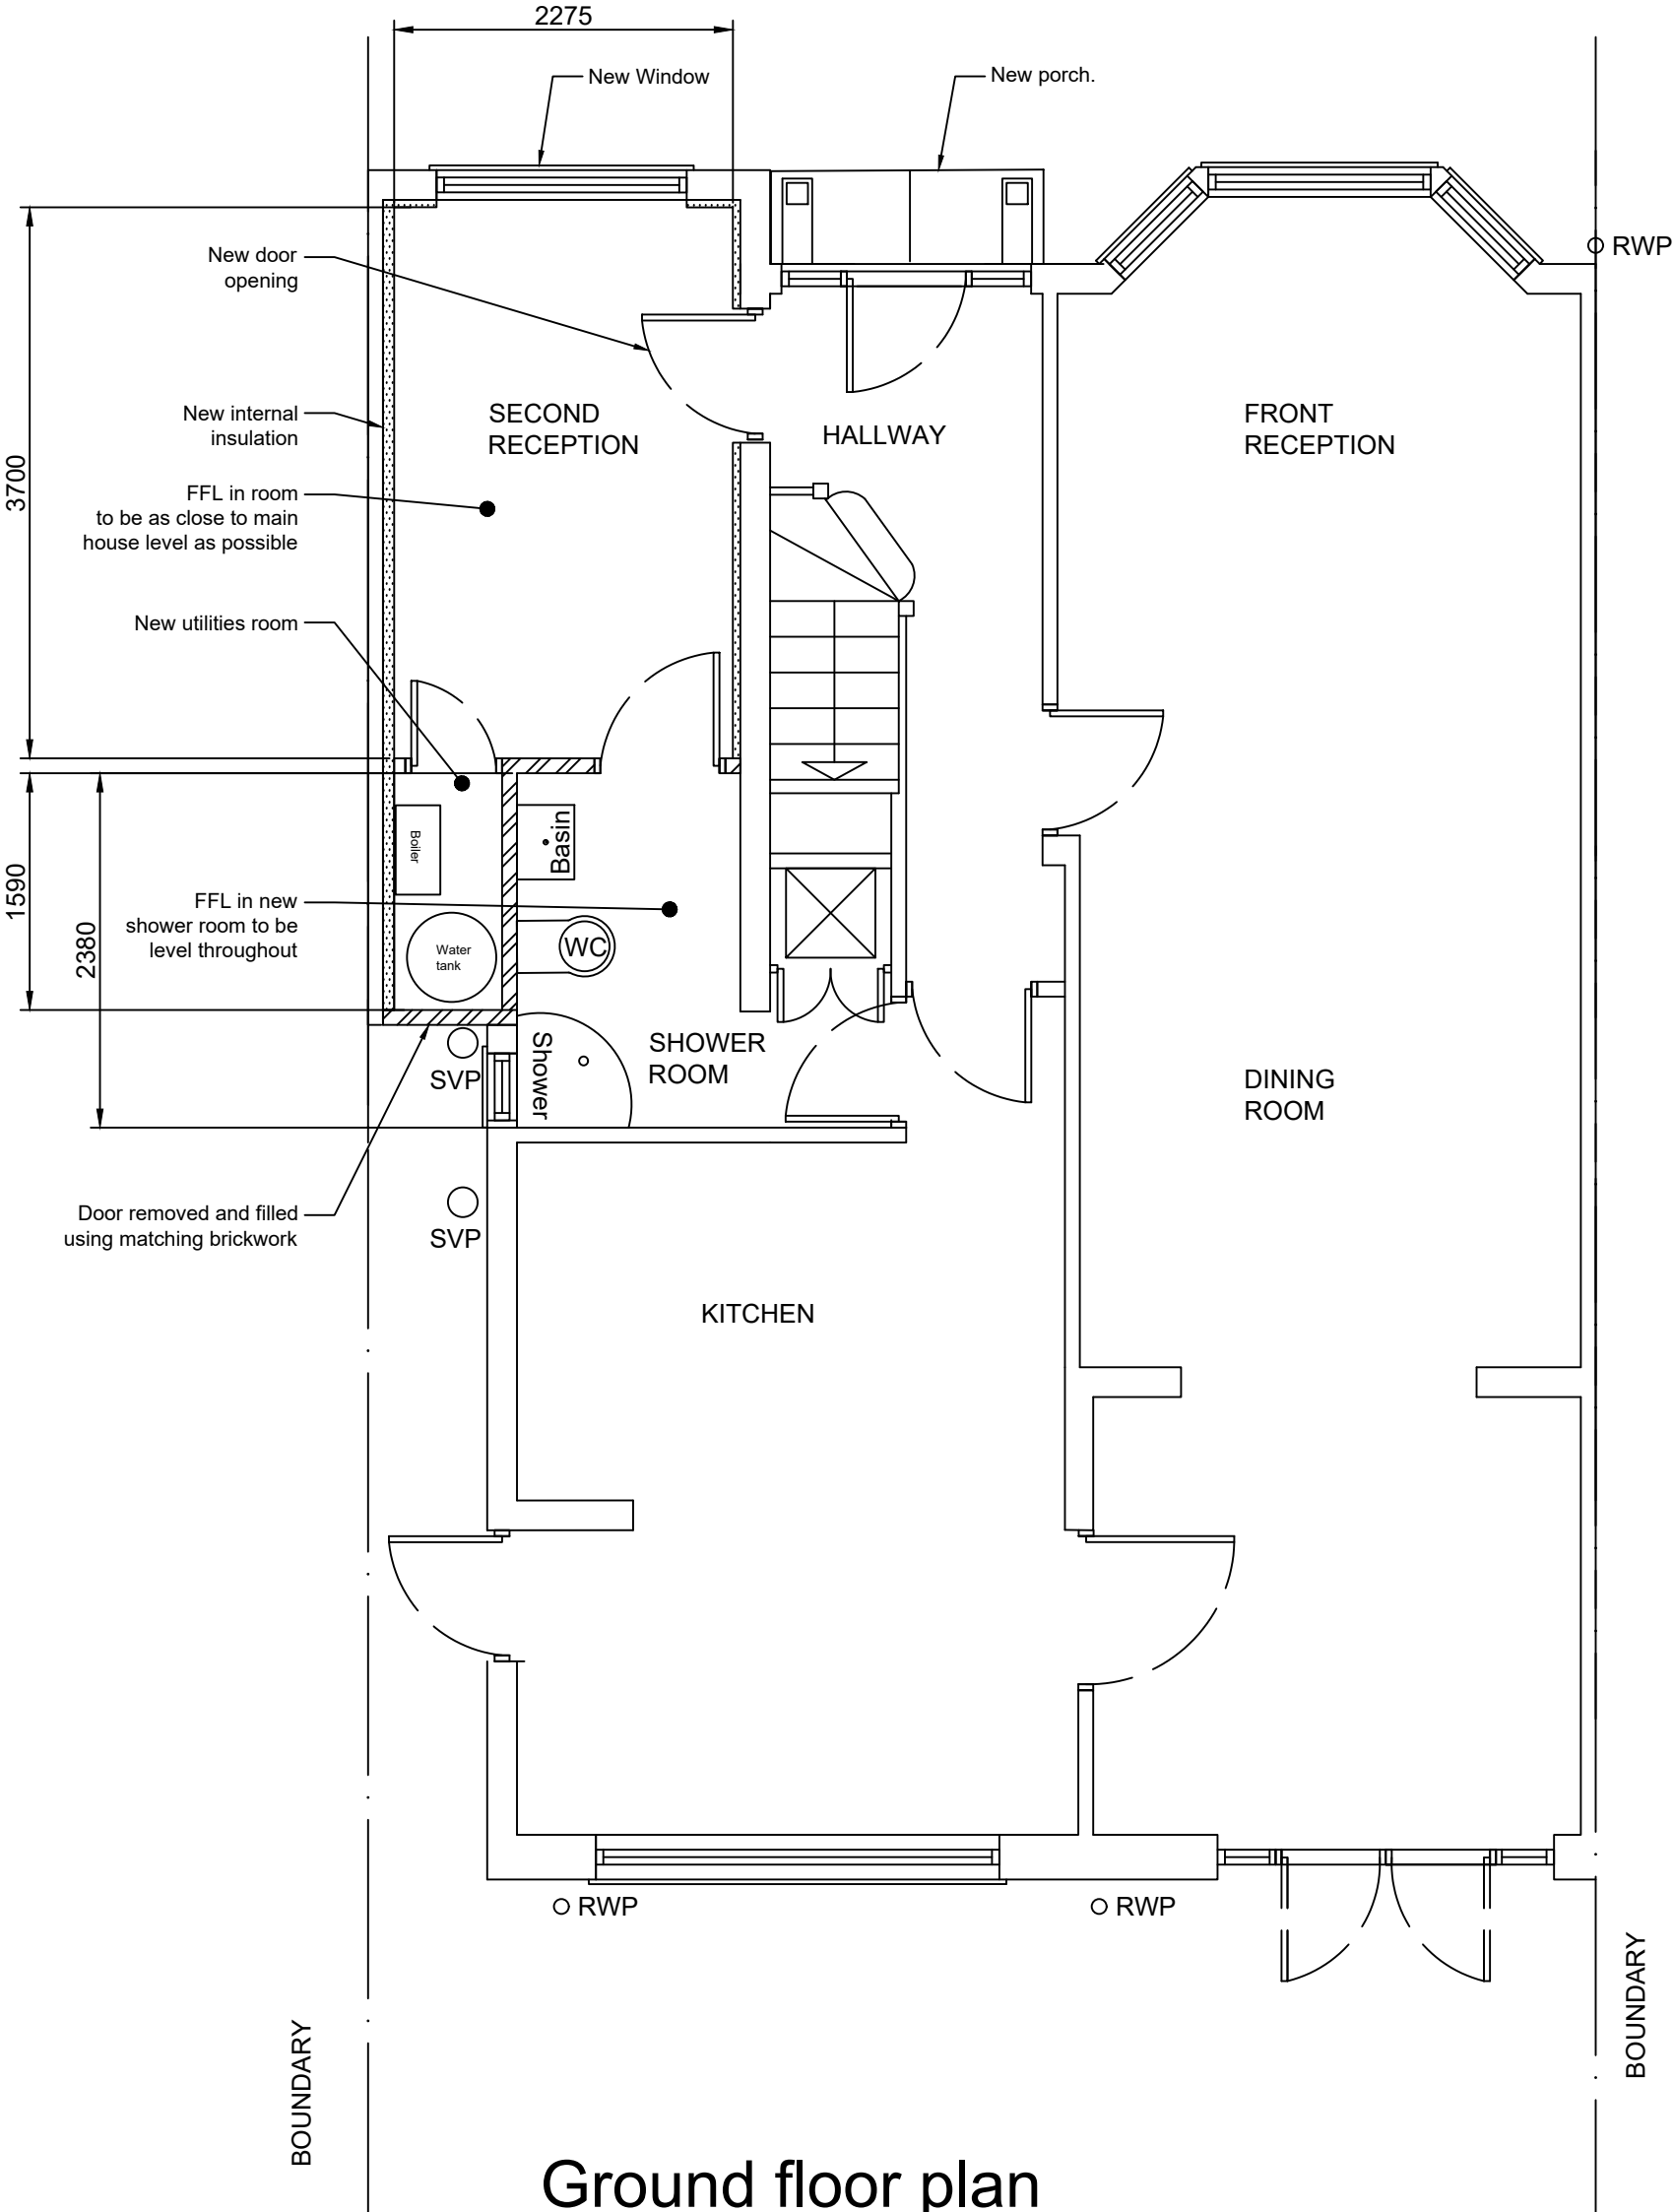 2275
New Window
New porch.
RWP
New door
opening
SECOND
RECEPTION
HALLWAY
FRONT
RECEPTION
New internal
insulation
3700
FFL in room
to be as close to main
house level as possible
New utilities room
Boiler
Basin
1590
2380
FFL in new
shower room to be
level throughout
Water
tank
WC
Shower
SHOWER
ROOM
SVP
DINING
ROOM
Door removed and filled
using matching brickwork
SVP
KITCHEN
RWP
RWP
BOUNDARY
BOUNDARY
Ground floor plan